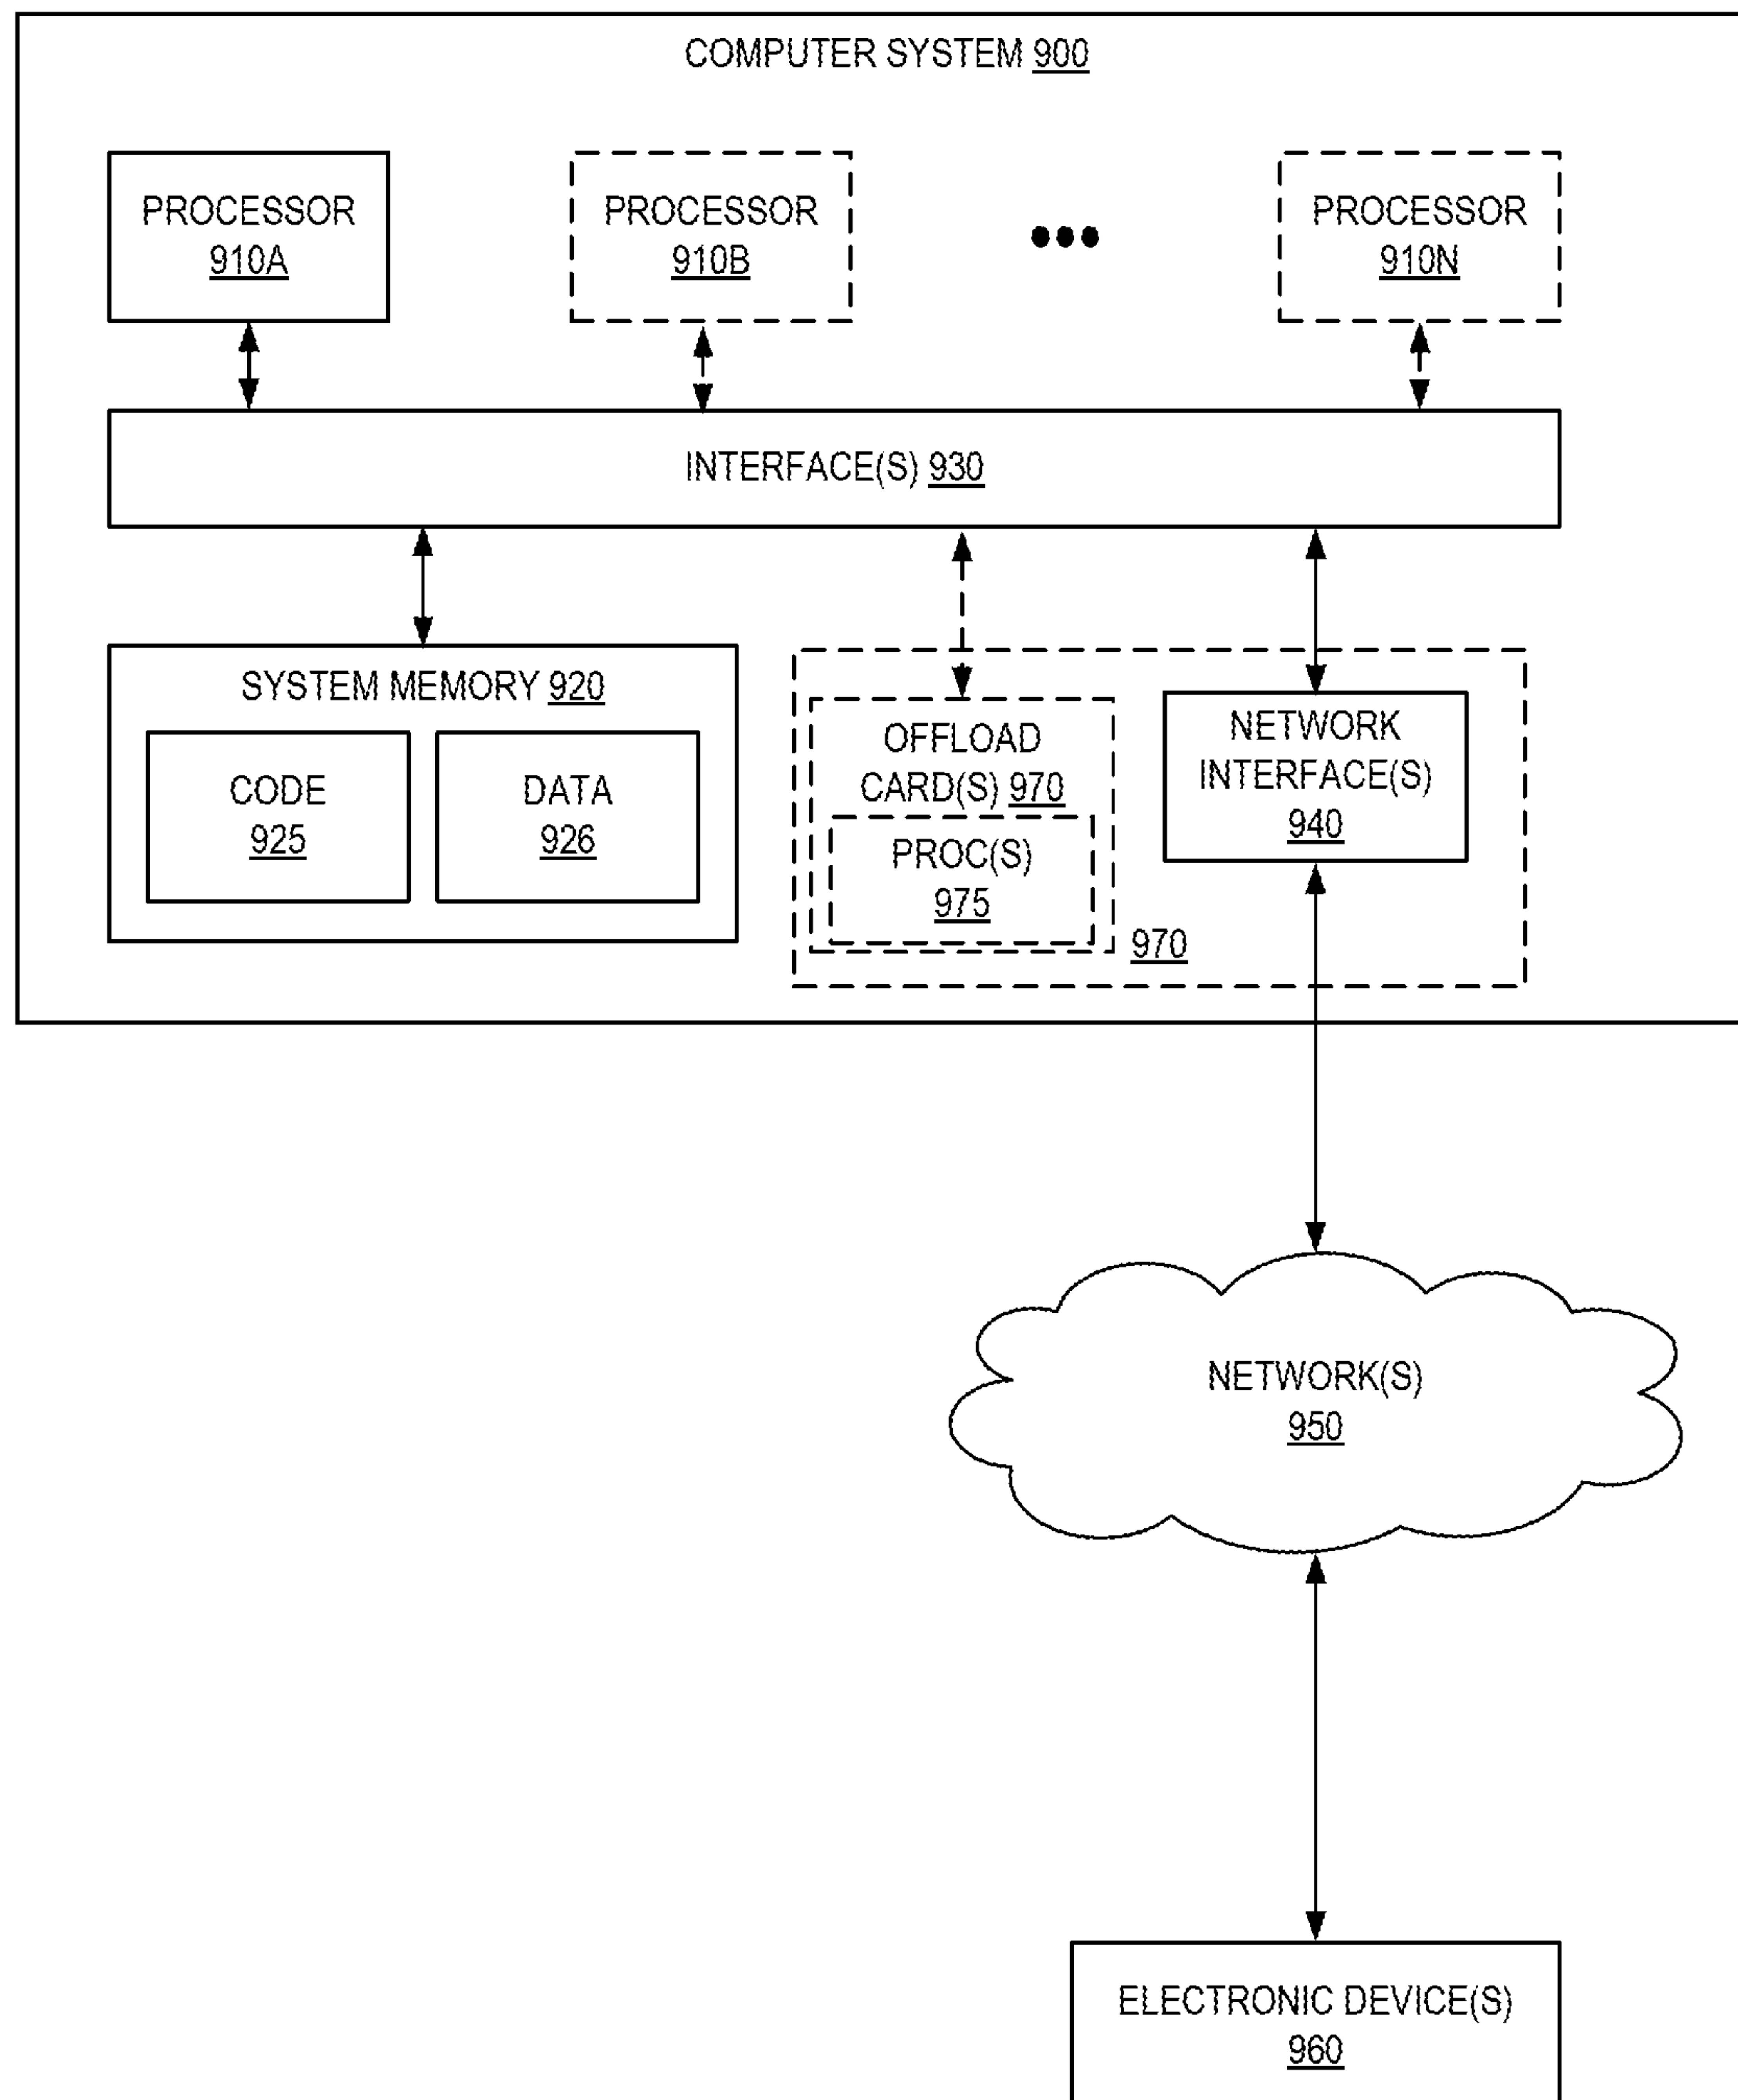 COMPUTER SYSTEM 900
PROCESSOR
910A
PROCESSOR
910B
PROCESSOR
910N
INTERFACE(S) 930
SYSTEM MEMORY 920
CODE
925
DATA
926
OFFLOAD
CARD(S) 970
PROC(S)
975
970
NETWORK
INTERFACE(S)
940
NETWORK(S)
950
ELECTRONIC DEVICE(S)
960